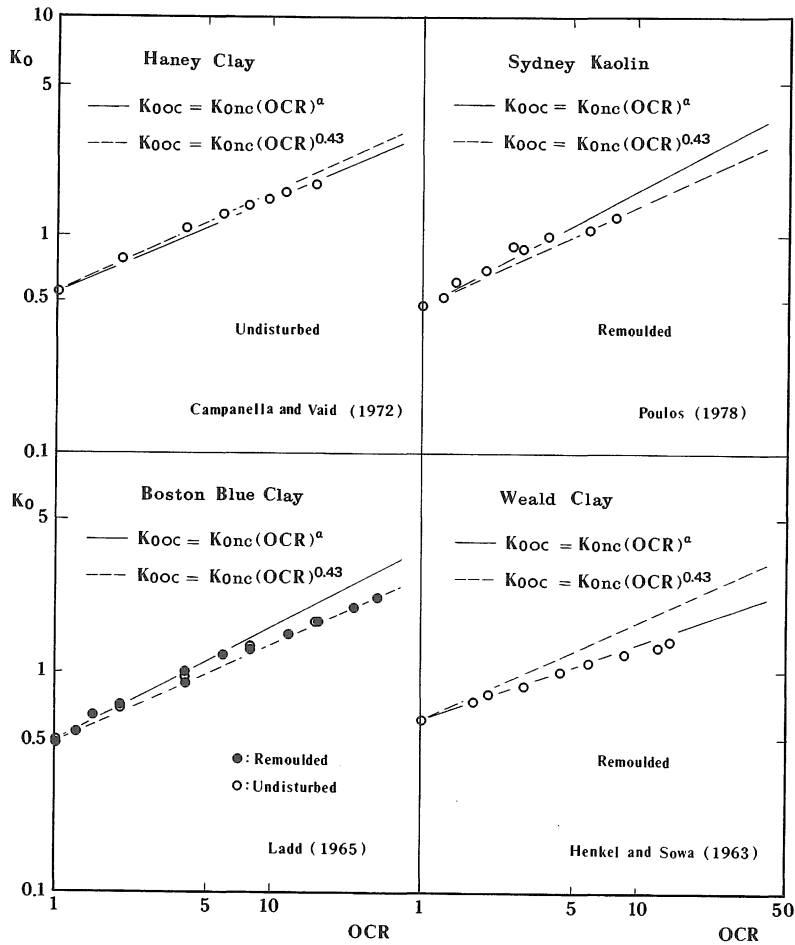 10
K0
Haney Clay
Sydney Kaolin
5
K0OC = K0nc(OCR)^α
K0OC = K0nc(OCR)^α
K0OC = K0nc(OCR)^0.43
K0OC = K0nc(OCR)^0.43
1
0.5
Undisturbed
Remoulded
Campanella and Vaid (1972)
Poulos (1978)
0.1
K0
Boston Blue Clay
Weald Clay
5
K0OC = K0nc(OCR)^α
K0OC = K0nc(OCR)^α
K0OC = K0nc(OCR)^0.43
K0OC = K0nc(OCR)^0.43
1
0.5
●: Remoulded
Remoulded
○: Undisturbed
Ladd (1965)
Henkel and Sowa (1963)
0.1
1
5
10
1
5
10
50
OCR
OCR